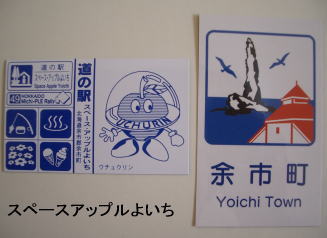 道の駅
スペース・アップルよいち
Space Apple Yoichi
49 HOKKAIDO
Michi-no-Eki Rally
道の駅 スペース・アップルよいち
北海道余市郡余市町
UCHURIN
ウチュウリン
余市町
Yoichi Town
スペースアップルよいち